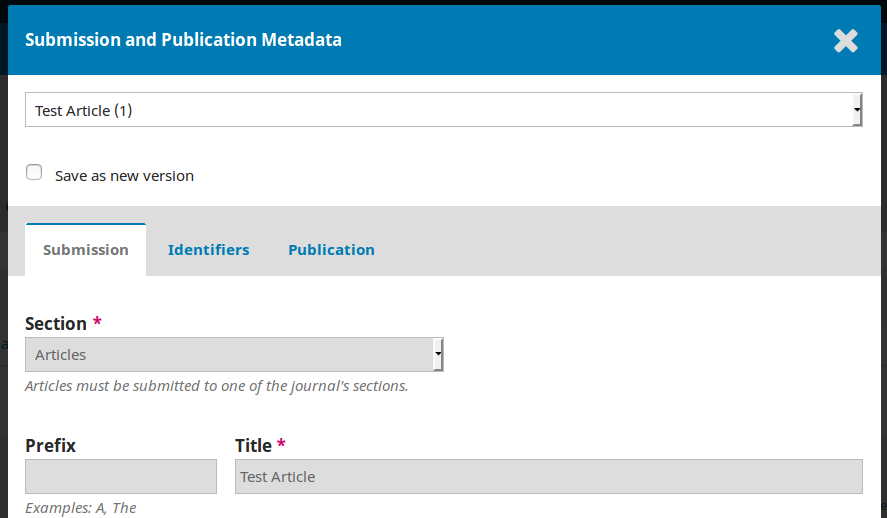 Submission and Publication Metadata
Test Article (1)
Save as new version
Submission Identifiers Publication
Section *
Articles
Articles must be submitted to one of the journal's sections.
Prefix Title *
Test Article
Examples: A, The